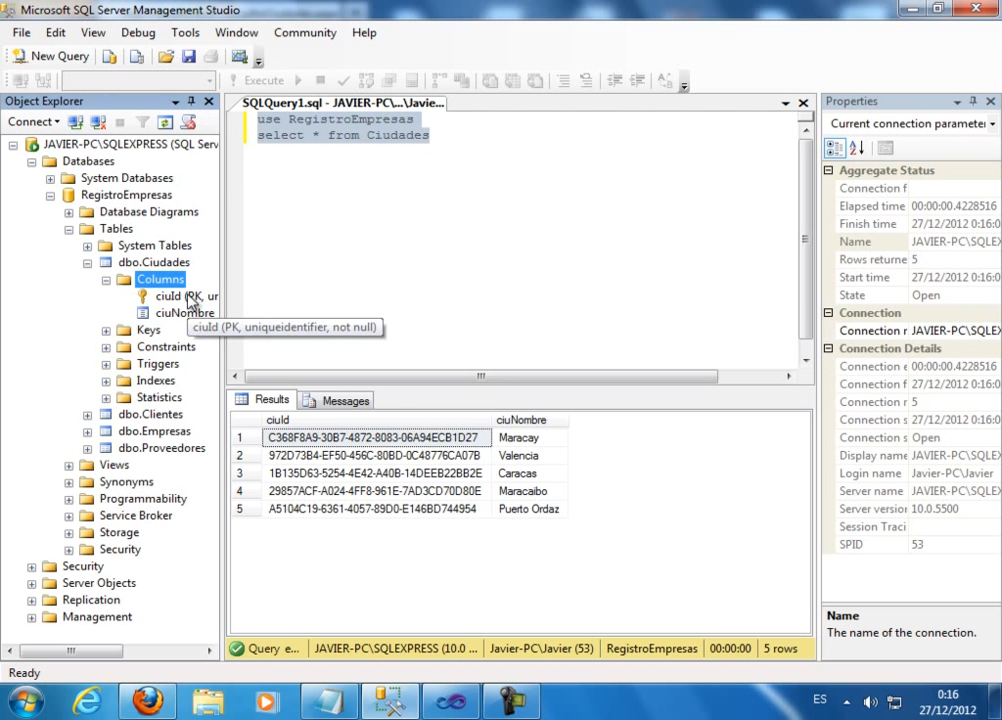 Microsoft SQL Server Management Studio
File Edit View Debug Tools Window Community Help
New Query
Execute
Object Explorer
Connect
JAVIER-PC\SQLEXPRESS (SQL Serv
Databases
System Databases
RegistroEmpresas
Database Diagrams
Tables
System Tables
dbo.Ciudades
Columns
ciuId (PK, ur
ciuNombre
ciuId (PK, uniqueidentifier, not null)
Keys
Constraints
Triggers
Indexes
Statistics
dbo.Clientes
dbo.Empresas
dbo.Proveedores
Views
Synonyms
Programmability
Service Broker
Storage
Security
Security
Server Objects
Replication
Management
SQLQuery1.sql - JAVIER-PC\...\Javie...
use RegistroEmpresas
select * from Ciudades
Results Messages
ciuId ciuNombre
1 C368F8A9-30B7-4872-8083-06A94ECB1D27 Maracay
2 972D73B4-EF50-456C-80BD-0C48776CA07B Valencia
3 1B135D63-5254-4E42-A40B-14DEEB22BB2E Caracas
4 29857ACF-A024-4FF8-961E-7AD3CD70D80E Maracaibo
5 A5104C19-6361-4057-89D0-E146BD744954 Puerto Ordaz
Query e... JAVIER-PC\SQLEXPRESS (10.0 ... Javier-PC\Javier (53) RegistroEmpresas 00:00:00 5 rows
Properties
Current connection parameter
Aggregate Status
Connection f
Elapsed time 00:00:00.4228516
Finish time 27/12/2012 0:16:0
Name JAVIER-PC\SQLEX
Rows returne 5
Start time 27/12/2012 0:16:0
State Open
Connection
Connection r JAVIER-PC\SQLEX
Connection Details
Connection e 00:00:00.4228516
Connection f 27/12/2012 0:16:0
Connection r 5
Connection s 27/12/2012 0:16:0
Connection s Open
Display name JAVIER-PC\SQLEX
Login name Javier-PC\Javier
Server name JAVIER-PC\SQLEX
Server version 10.0.5500
Session Traci
SPID 53
Name
The name of the connection.
Ready
ES
0:16
27/12/2012